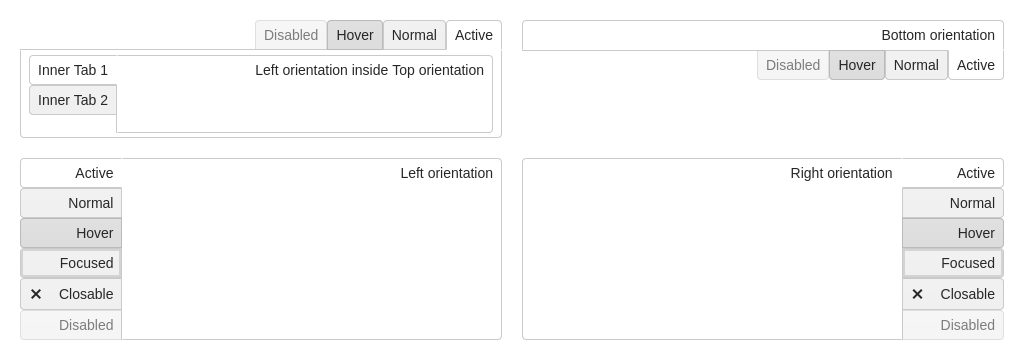 Disabled Hover Normal Active
Inner Tab 1 Left orientation inside Top orientation
Inner Tab 2
Bottom orientation
Disabled Hover Normal Active
Active Left orientation
Normal
Hover
Focused
✕ Closable
Disabled
Right orientation Active
Normal
Hover
Focused
✕ Closable
Disabled